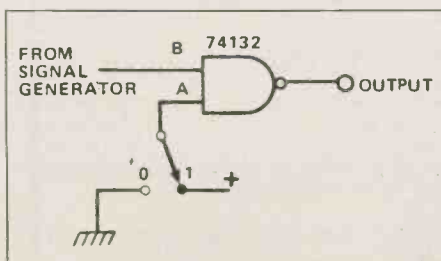 FROM
SIGNAL
GENERATOR
B
A
74132
OUTPUT
0
1
+